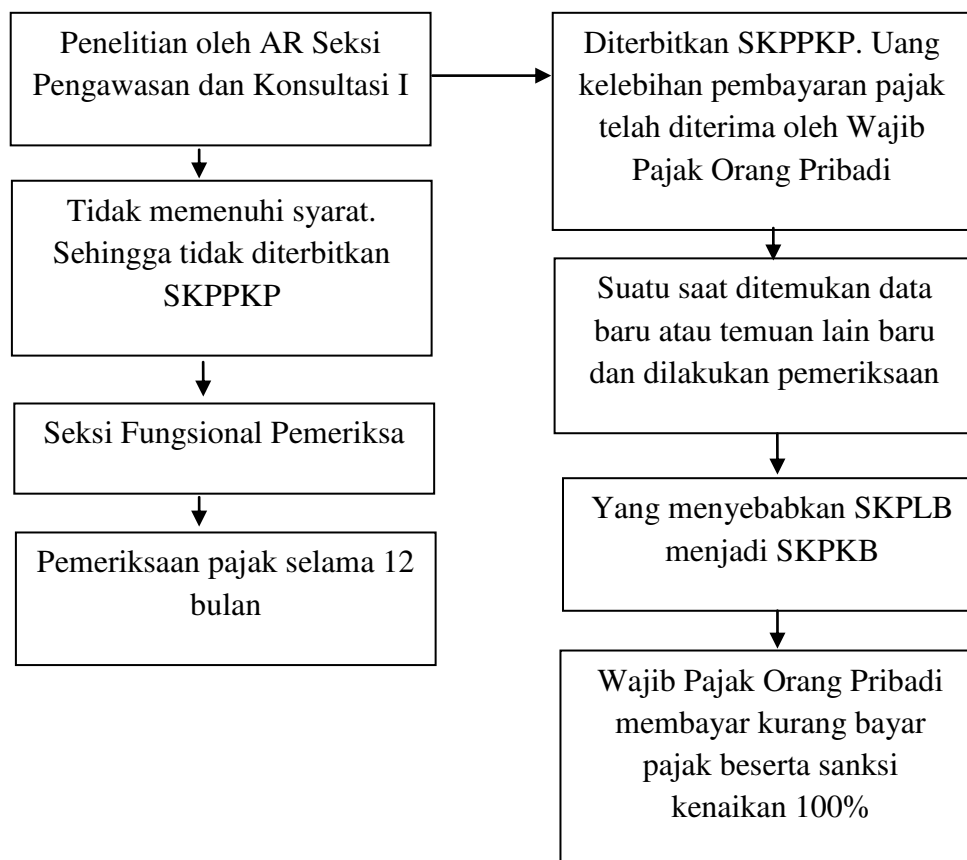 Penelitian oleh AR Seksi
Pengawasan dan Konsultasi I
Tidak memenuhi syarat.
Sehingga tidak diterbitkan
SKPPKP
Seksi Fungsional Pemeriksa
Pemeriksaan pajak selama 12
bulan
Diterbitkan SKPPKP. Uang
kelebihan pembayaran pajak
telah diterima oleh Wajib
Pajak Orang Pribadi
Suatu saat ditemukan data
baru atau temuan lain baru
dan dilakukan pemeriksaan
Yang menyebabkan SKPLB
menjadi SKPKB
Wajib Pajak Orang Pribadi
membayar kurang bayar
pajak beserta sanksi
kenaikan 100%